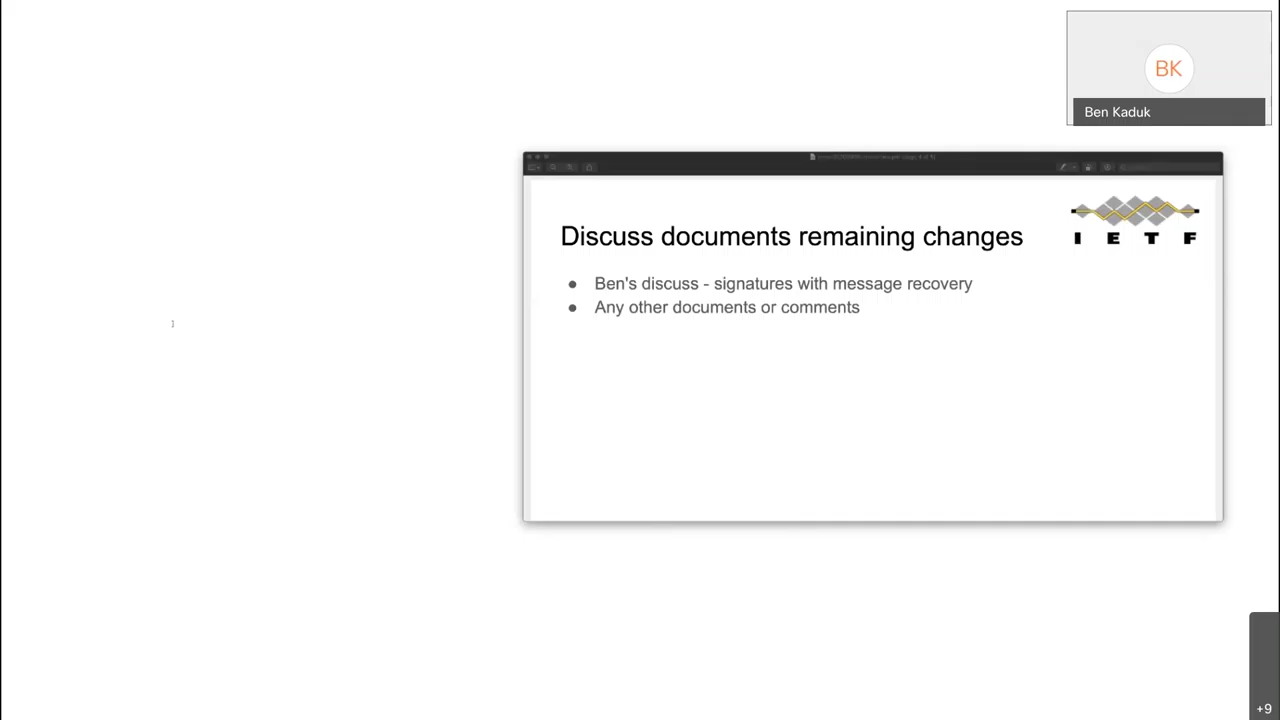 BK
Ben Kaduk
IETF
Discuss documents remaining changes
● Ben's discuss - signatures with message recovery
● Any other documents or comments
+9